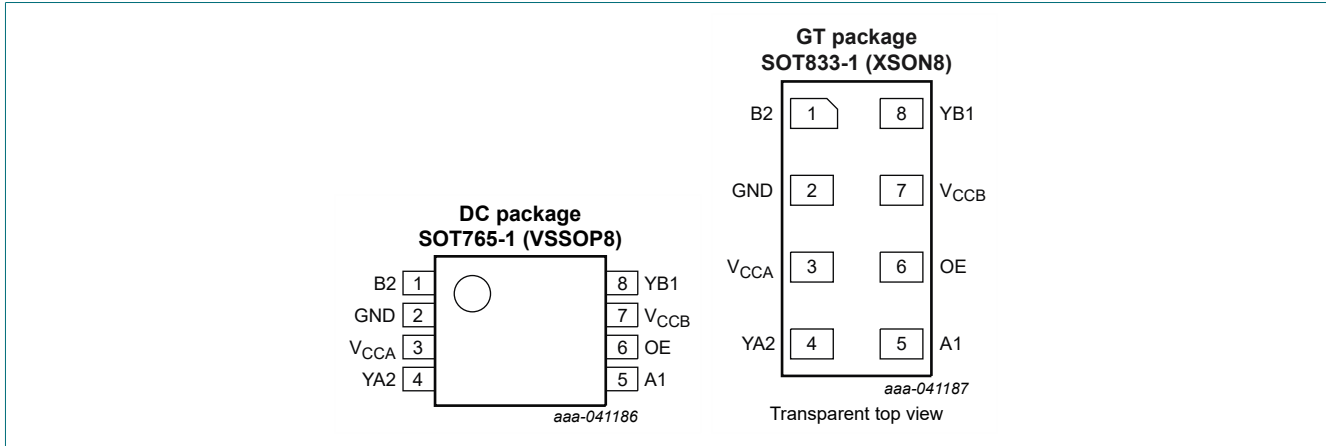 DC package
SOT765-1 (VSSOP8)
B2 1 8 YB1
GND 2 7 VCCB
VCCA 3 6 OE
YA2 4 5 A1
aaa-041186
GT package
SOT833-1 (XSON8)
B2 1 8 YB1
GND 2 7 VCCB
VCCA 3 6 OE
YA2 4 5 A1
aaa-041187
Transparent top view